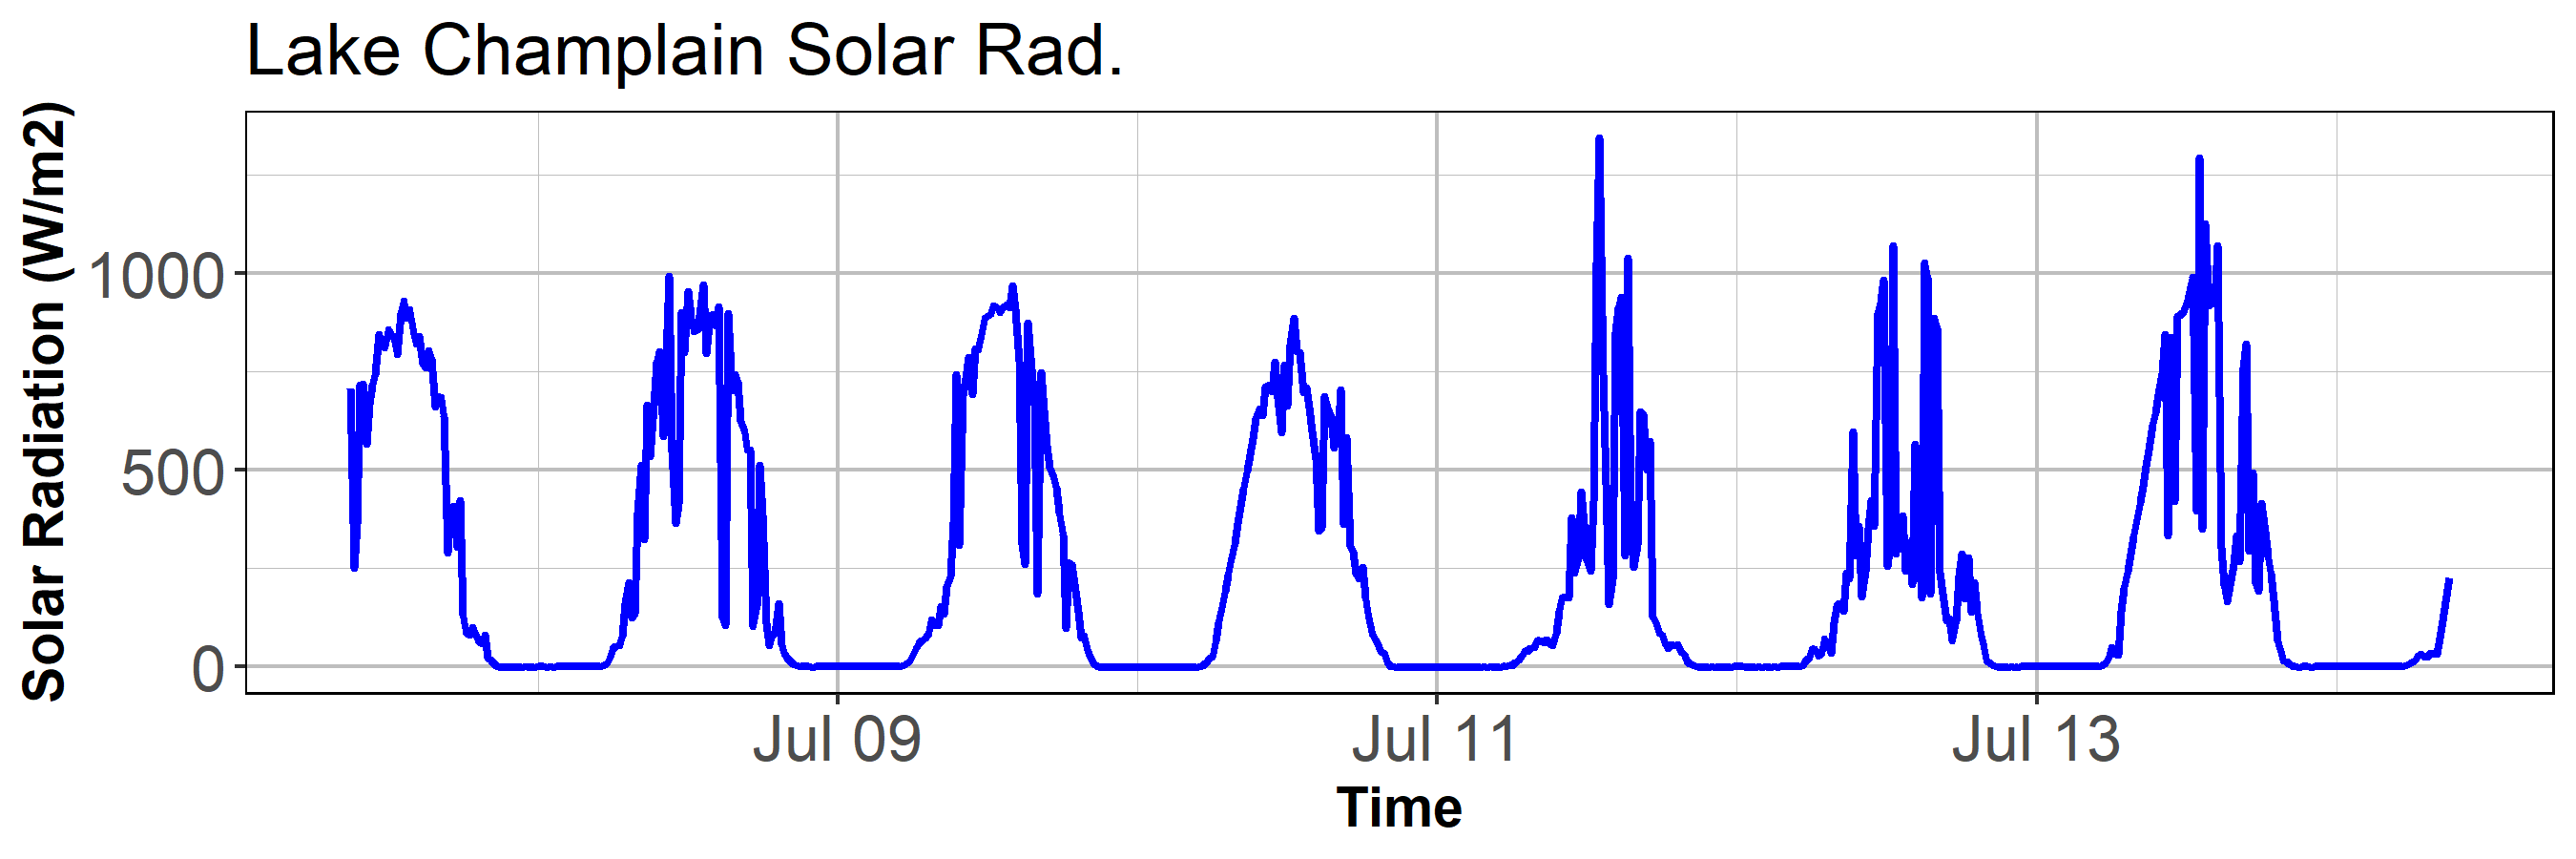 Lake Champlain Solar Rad.
Solar Radiation (W/m2)
1000
500
0
Jul 09 Jul 11 Jul 13
Time